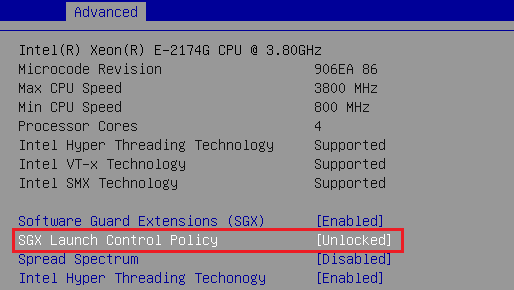 Advanced
Intel(R) Xeon(R) E-2174G CPU @ 3.80GHz
Microcode Revision 906EA 86
Max CPU Speed 3800 MHz
Min CPU Speed 800 MHz
Processor Cores 4
Intel Hyper Threading Technology Supported
Intel VT-x Technology Supported
Intel SMX Technology Supported
Software Guard Extensions (SGX) [Enabled]
SGX Launch Control Policy [Unlocked]
Spread Spectrum [Disabled]
Intel Hyper Threading Techonogy [Enabled]